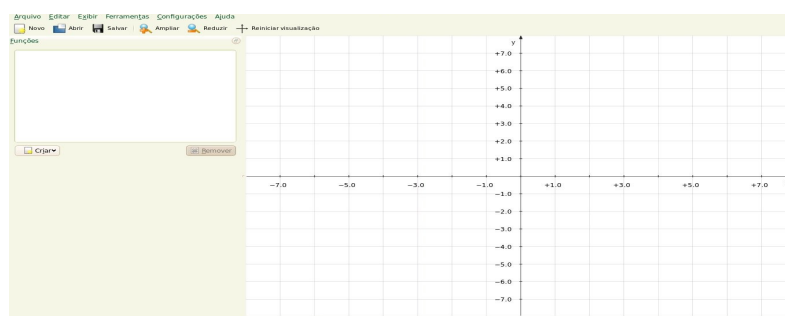 Arquivo Editar Exibir Ferramentas Configurações Ajuda
Novo Abrir Salvar Ampliar Reduzir Reiniciar visualização
Funções
Criar Remover
y
+7.0
+6.0
+5.0
+4.0
+3.0
+2.0
+1.0
−7.0 −5.0 −3.0 −1.0 +1.0 +3.0 +5.0 +7.0
−1.0
−2.0
−3.0
−4.0
−5.0
−6.0
−7.0